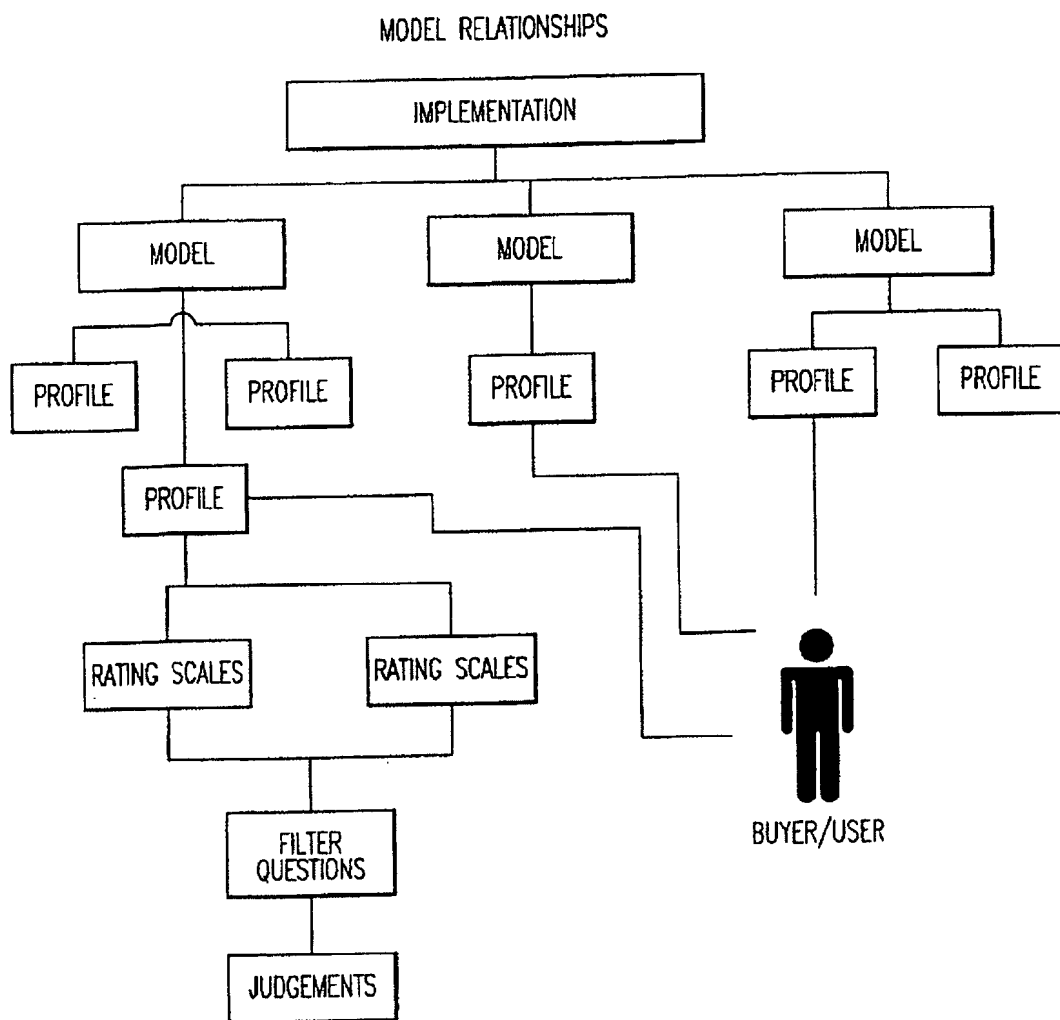 MODEL RELATIONSHIPS
IMPLEMENTATION
MODEL
MODEL
MODEL
PROFILE
PROFILE
PROFILE
PROFILE
PROFILE
PROFILE
RATING SCALES
RATING SCALES
FILTER
QUESTIONS
JUDGEMENTS
BUYER/USER